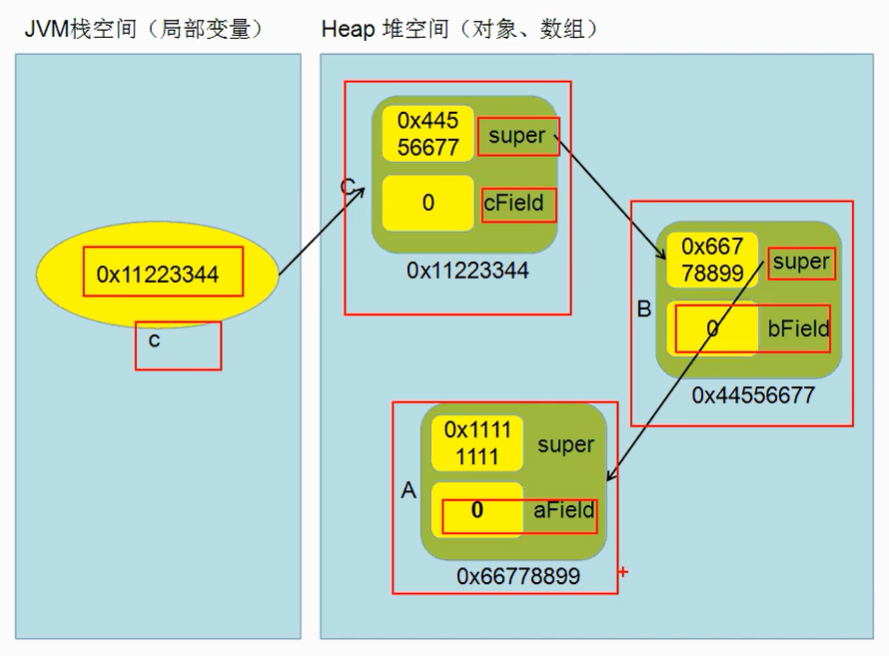 JVM栈空间（局部变量）
Heap 堆空间（对象、数组）
0x445
56677
super
C
0
cField
0x11223344
0x11223344
c
0x667
78899
super
B
0
bField
0x44556677
0x1111
1111
super
A
0
aField
0x66778899